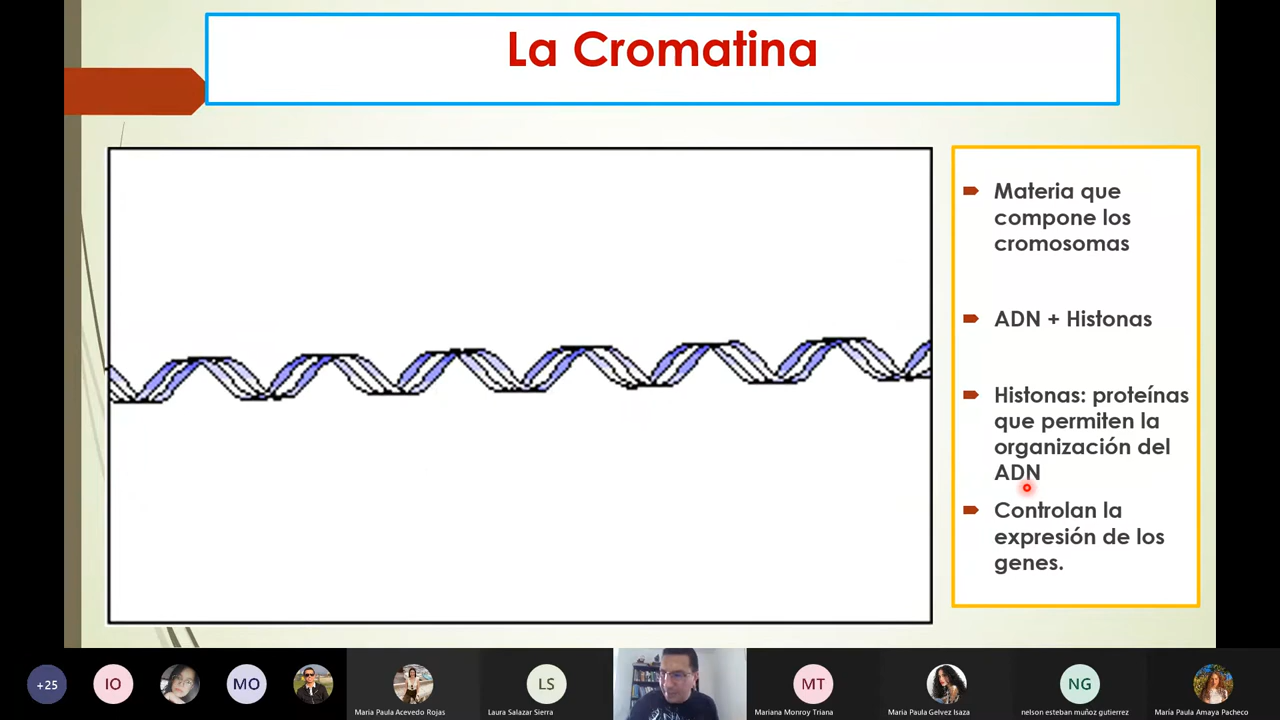 La Cromatina
Materia que
compone los
cromosomas
ADN + Histonas
Histonas: proteínas
que permiten la
organización del
ADN
Controlan la
expresión de los
genes.
+25
IO
MO
LS
MT
NG
Maria Paula Acevedo Rojas
Laura Salazar Sierra
Mariana Monroy Triana
Maria Paula Gelvez Isaza
nelson esteban muñoz gutierrez
María Paula Amaya Pacheco